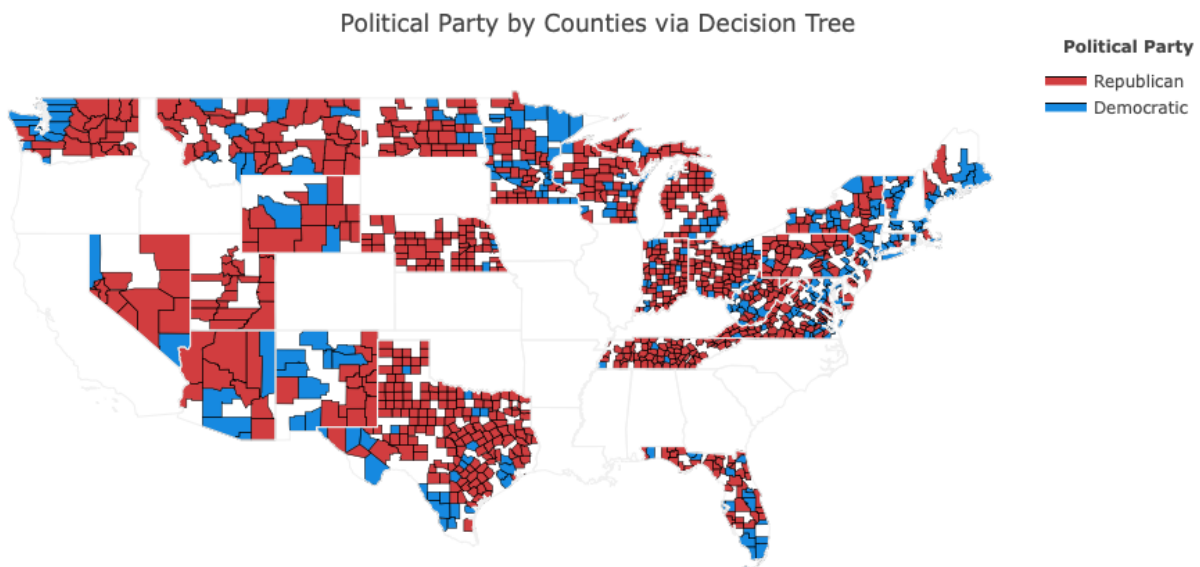 Political Party by Counties via Decision Tree
Political Party
Republican
Democratic